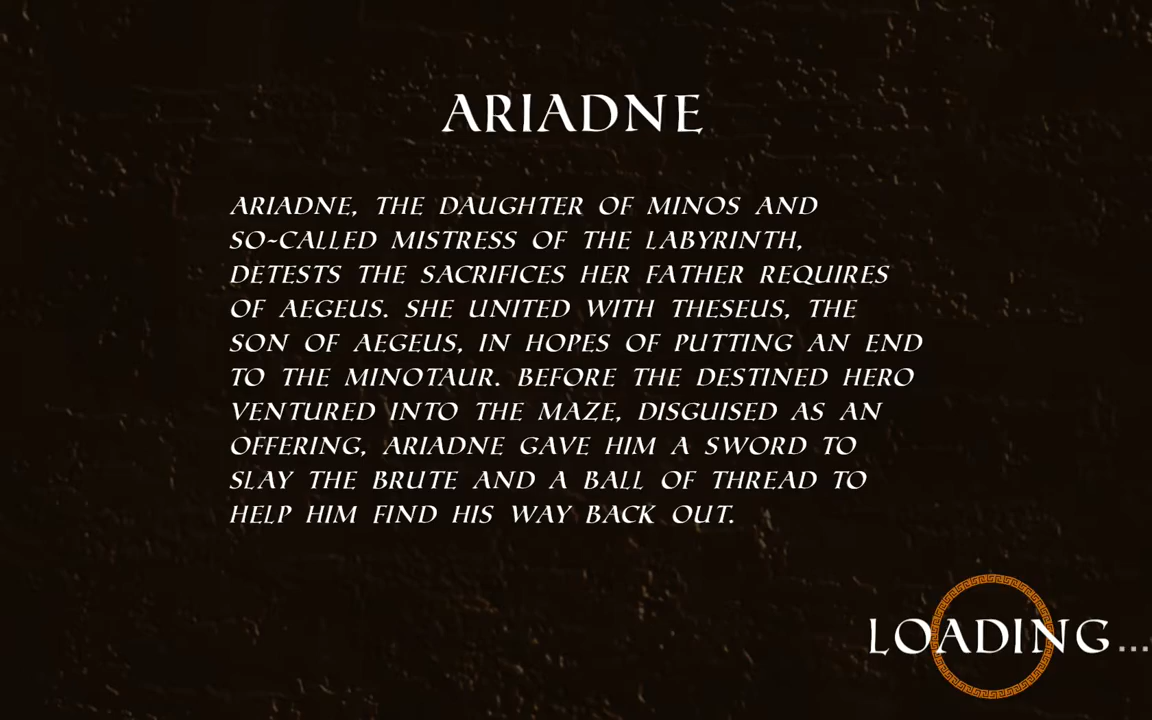 ARIADNE
ARIADNE, THE DAUGHTER OF MINOS AND
SO-CALLED MISTRESS OF THE LABYRINTH,
DETESTS THE SACRIFICES HER FATHER REQUIRES
OF AEGEUS. SHE UNITED WITH THESEUS, THE
SON OF AEGEUS, IN HOPES OF PUTTING AN END
TO THE MINOTAUR. BEFORE THE DESTINED HERO
VENTURED INTO THE MAZE, DISGUISED AS AN
OFFERING, ARIADNE GAVE HIM A SWORD TO
SLAY THE BRUTE AND A BALL OF THREAD TO
HELP HIM FIND HIS WAY BACK OUT.
LOADING...